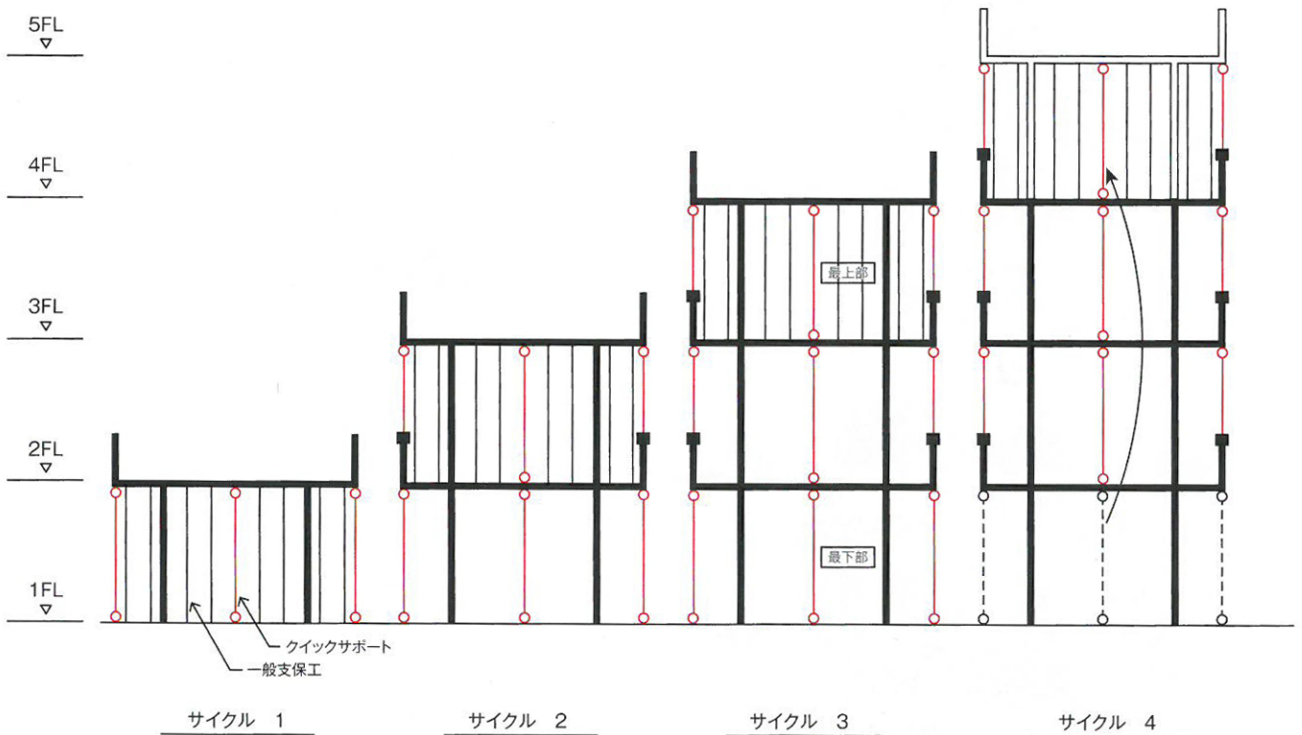 5FL
4FL
3FL
2FL
1FL
最上部
最下部
クイックサポート
一般支保工
サイクル 1
サイクル 2
サイクル 3
サイクル 4